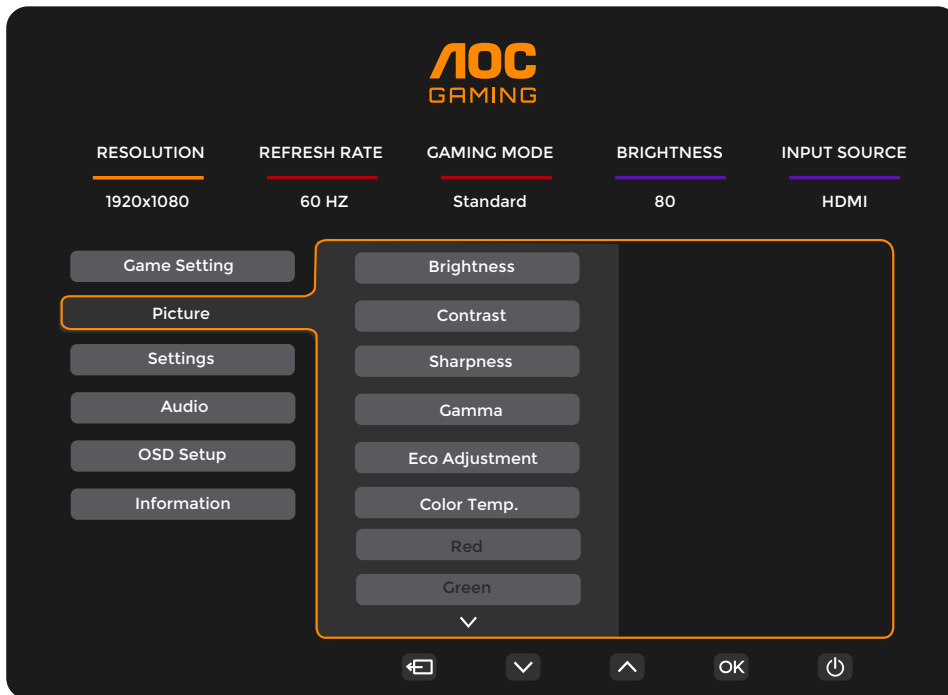 AOC
GAMING
RESOLUTION REFRESH RATE GAMING MODE BRIGHTNESS INPUT SOURCE
1920x1080 60 HZ Standard 80 HDMI
Game Setting
Picture
Settings
Audio
OSD Setup
Information
Brightness
Contrast
Sharpness
Gamma
Eco Adjustment
Color Temp.
Red
Green
OK